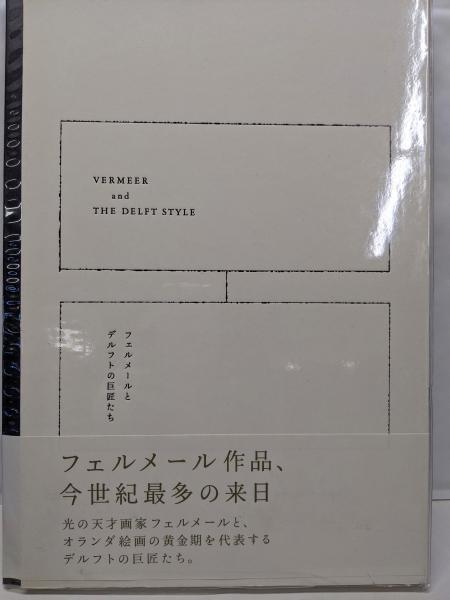 VERMEER
and
THE DELFT STYLE
フェルメールと
デルフトの巨匠たち
フェルメール作品、
今世紀最多の来日
光の天才画家フェルメールと、
オランダ絵画の黄金期を代表する
デルフトの巨匠たち。